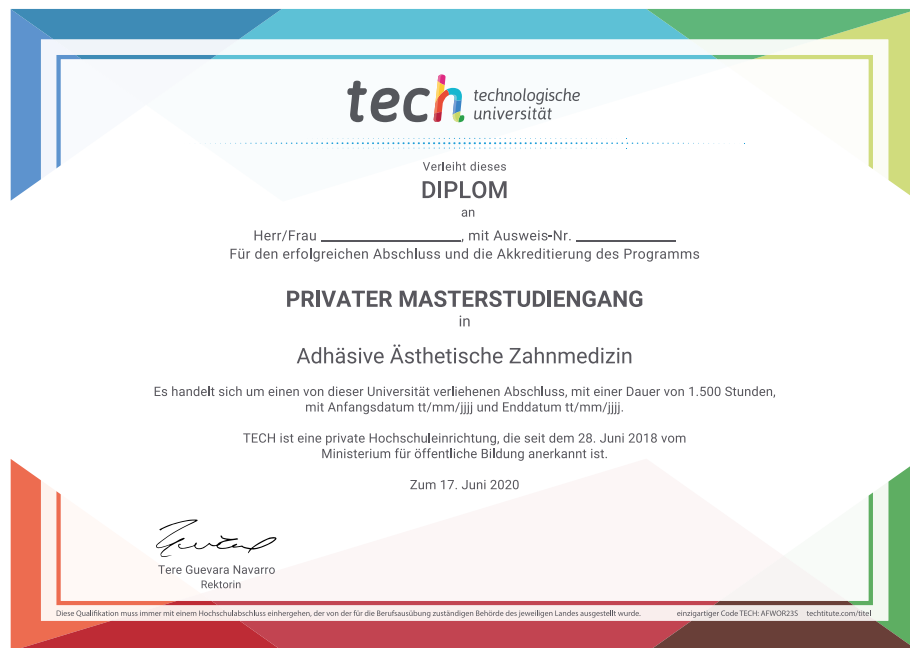 tech technologische
universität
Verleiht dieses
DIPLOM
an
Herr/Frau ____________________, mit Ausweis-Nr. ______________
Für den erfolgreichen Abschluss und die Akkreditierung des Programms
PRIVATER MASTERSTUDIENGANG
in
Adhäsive Ästhetische Zahnmedizin
Es handelt sich um einen von dieser Universität verliehenen Abschluss, mit einer Dauer von 1.500 Stunden,
mit Anfangsdatum tt/mm/jjjj und Enddatum tt/mm/jjjj.
TECH ist eine private Hochschuleinrichtung, die seit dem 28. Juni 2018 vom
Ministerium für öffentliche Bildung anerkannt ist.
Zum 17. Juni 2020
Tere Guevara Navarro
Rektorin
Diese Qualifikation muss immer mit einem Hochschulabschluss einhergehen, der von der für die Berufsausübung zuständigen Behörde des jeweiligen Landes ausgestellt wurde. einzigartiger Code TECH: AFWOR23S techtitute.com/titel